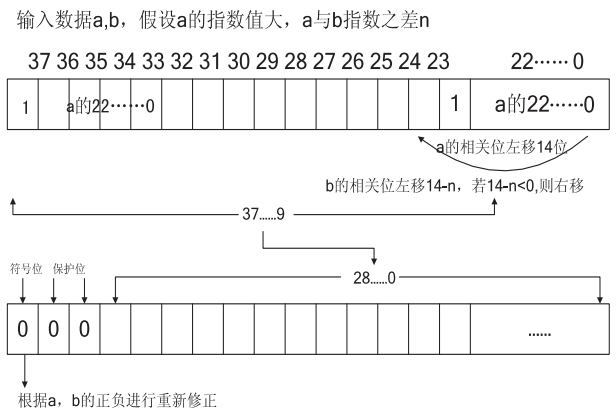 输入数据a,b，假设a的指数值大，a与b指数之差n
37 36 35 34 33 32 31 30 29 28 27 26 25 24 23 22……0
1 a的22……0 1 a的22……0
a的相关位左移14位
b的相关位左移14-n，若14-n<0,则右移
37……9
符号位 保护位
28……0
0 0 0 ……
根据a，b的正负进行重新修正